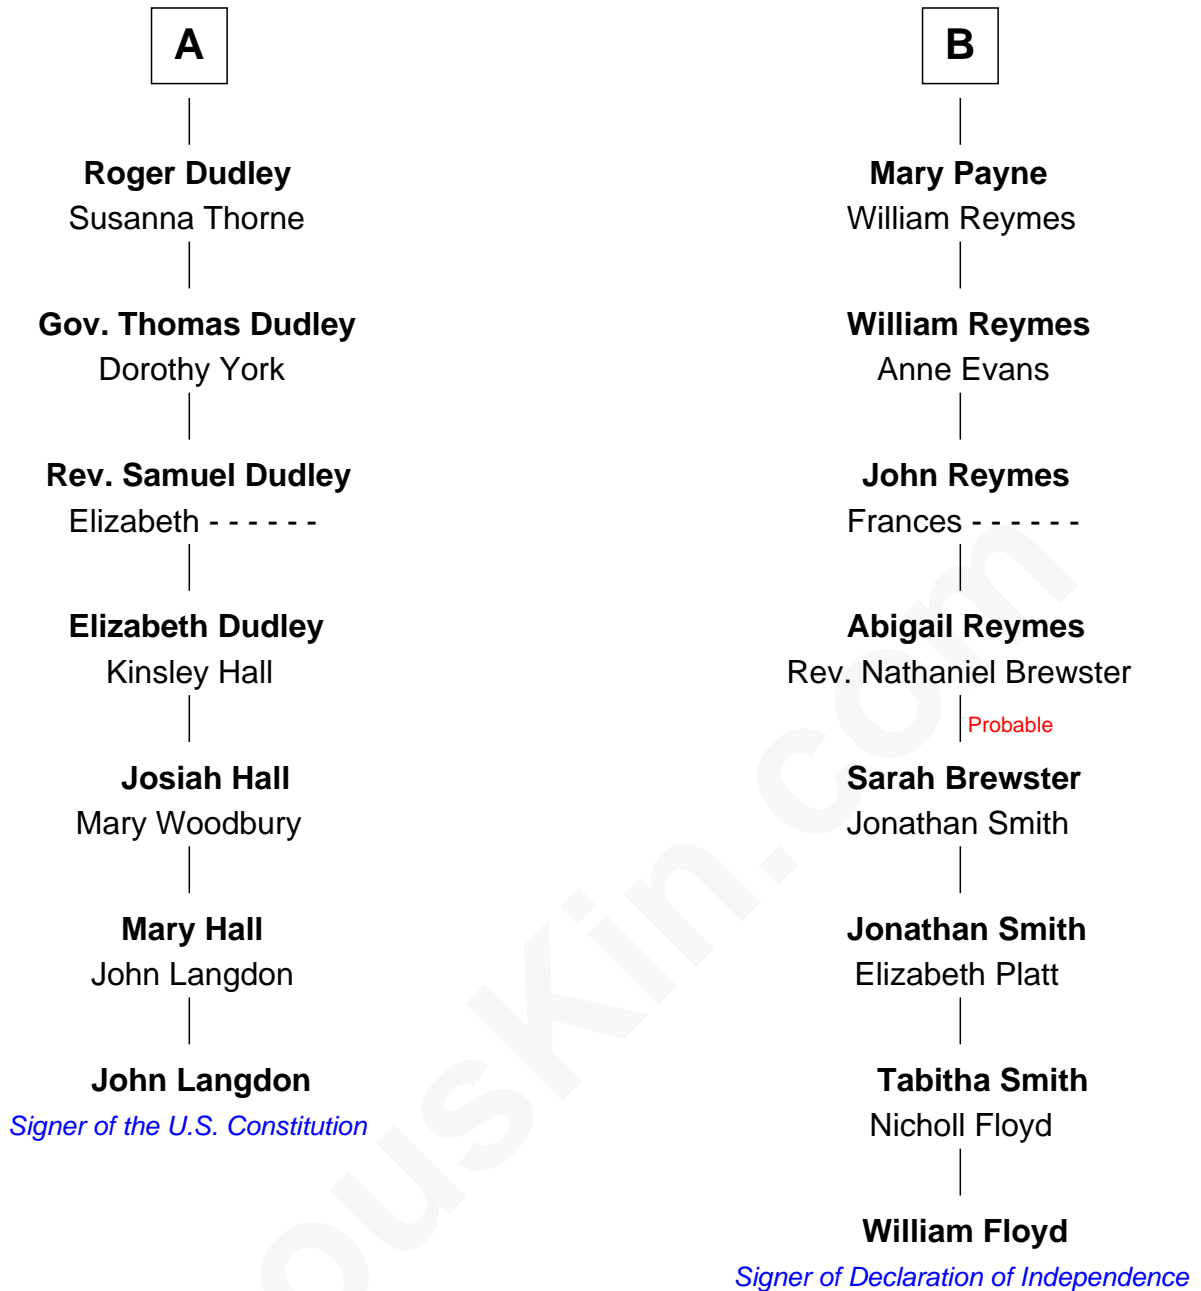 A
Roger Dudley
Susanna Thorne
Gov. Thomas Dudley
Dorothy York
Rev. Samuel Dudley
Elizabeth - - - - - -
Elizabeth Dudley
Kinsley Hall
Josiah Hall
Mary Woodbury
Mary Hall
John Langdon
John Langdon
Signer of the U.S. Constitution
B
Mary Payne
William Reymes
William Reymes
Anne Evans
John Reymes
Frances - - - - - -
Abigail Reymes
Rev. Nathaniel Brewster
Probable
Sarah Brewster
Jonathan Smith
Jonathan Smith
Elizabeth Platt
Tabitha Smith
Nicholl Floyd
William Floyd
Signer of Declaration of Independence
ousKin.com